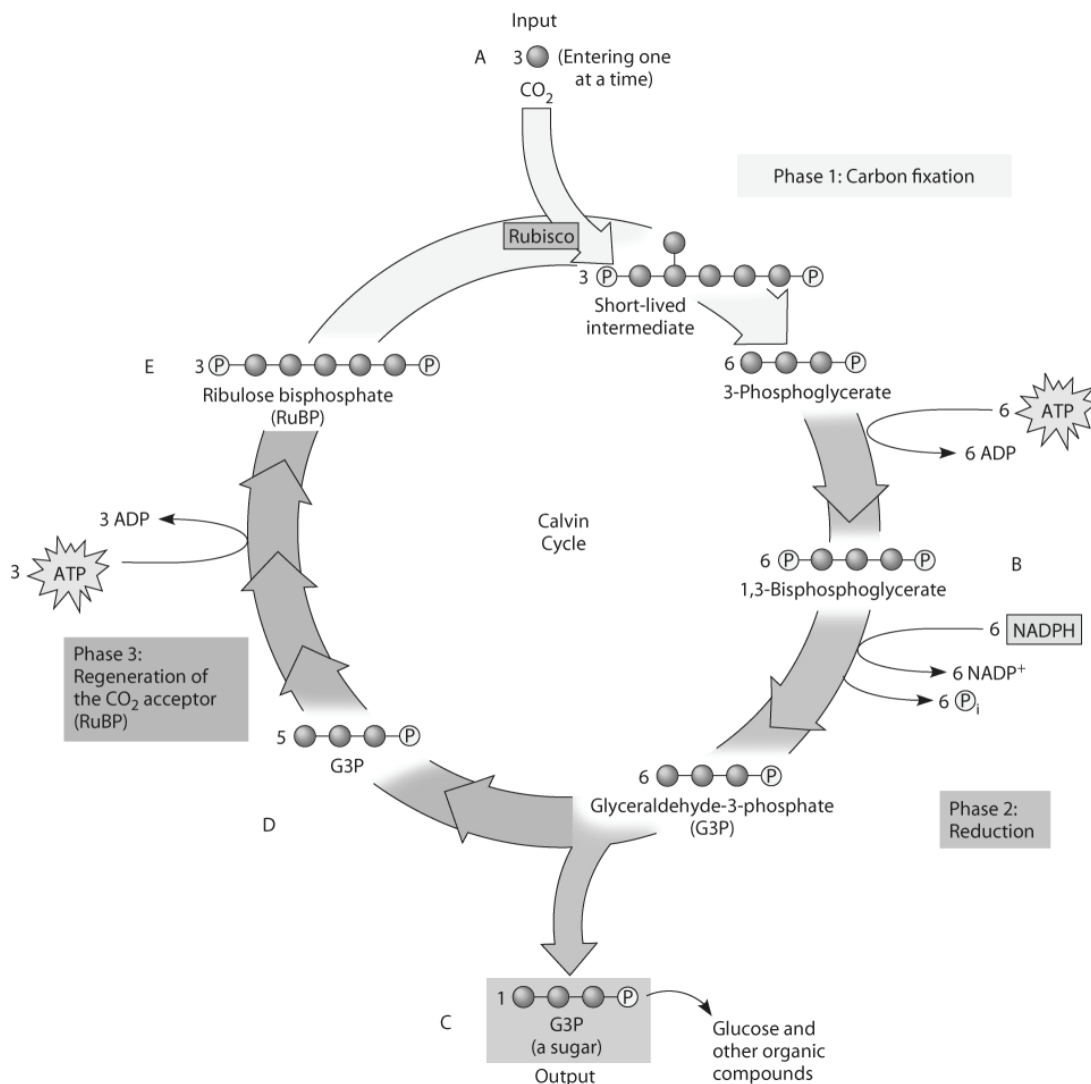 Input
A 3 (Entering one
at a time)
CO₂
Phase 1: Carbon fixation
Rubisco
3 P P
Short-lived
intermediate
E 3 P P
Ribulose bisphosphate
(RuBP)
6 P
3-Phosphoglycerate
6 ATP
6 ADP
3 ADP
3 ATP
Calvin
Cycle
6 P P B
1,3-Bisphosphoglycerate
6 NADPH
6 NADP⁺
6 Pᵢ
Phase 3:
Regeneration of
the CO₂ acceptor
(RuBP)
5 P
G3P
6 P
Glyceraldehyde-3-phosphate
(G3P)
Phase 2:
Reduction
D
1 P
C
G3P
(a sugar)
Output
Glucose and
other organic
compounds